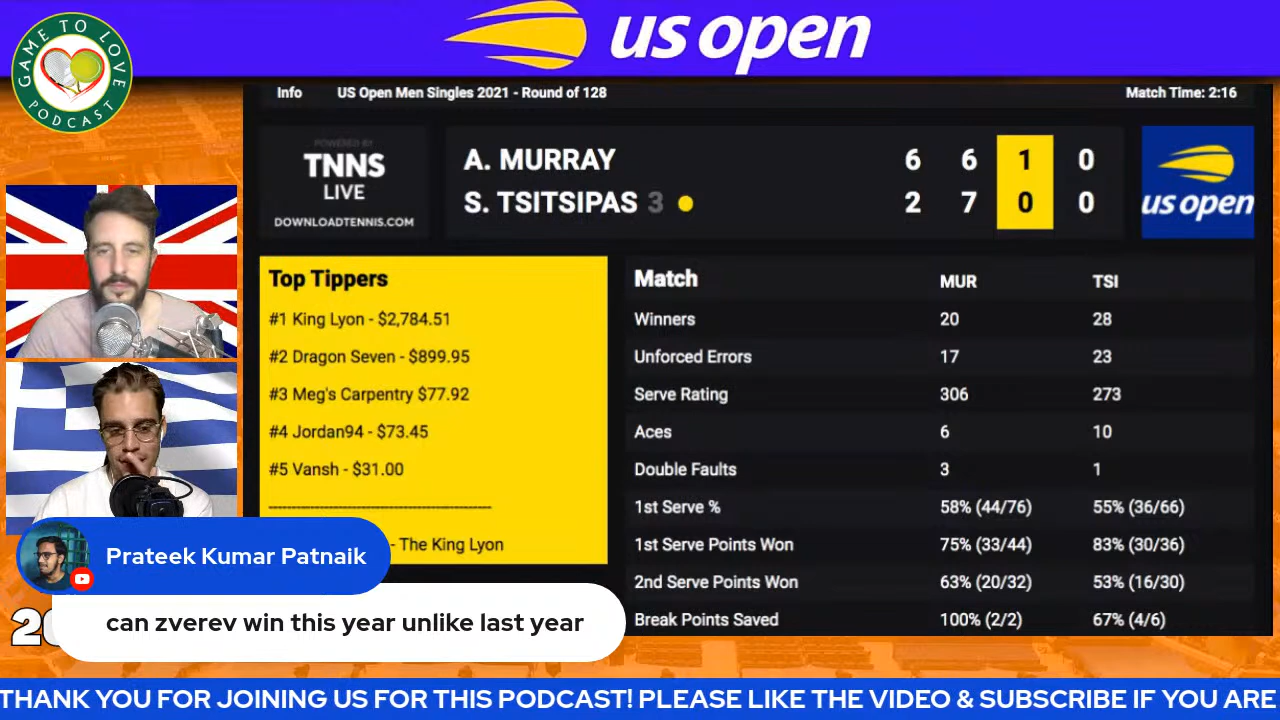 GAME TO LOVE
PODCAST
us open
Info US Open Men Singles 2021 - Round of 128 Match Time: 2:16
POWERED BY
TNNS
LIVE
DOWNLOADTENNIS.COM
A. MURRAY 6 6 1 0
S. TSITSIPAS 3 2 7 0 0
us open
Top Tippers
#1 King Lyon - $2,784.51
#2 Dragon Seven - $899.95
#3 Meg's Carpentry $77.92
#4 Jordan94 - $73.45
#5 Vansh - $31.00
- The King Lyon
Match MUR TSI
Winners 20 28
Unforced Errors 17 23
Serve Rating 306 273
Aces 6 10
Double Faults 3 1
1st Serve % 58% (44/76) 55% (36/66)
1st Serve Points Won 75% (33/44) 83% (30/36)
2nd Serve Points Won 63% (20/32) 53% (16/30)
Break Points Saved 100% (2/2) 67% (4/6)
Prateek Kumar Patnaik
can zverev win this year unlike last year
THANK YOU FOR JOINING US FOR THIS PODCAST! PLEASE LIKE THE VIDEO & SUBSCRIBE IF YOU ARE